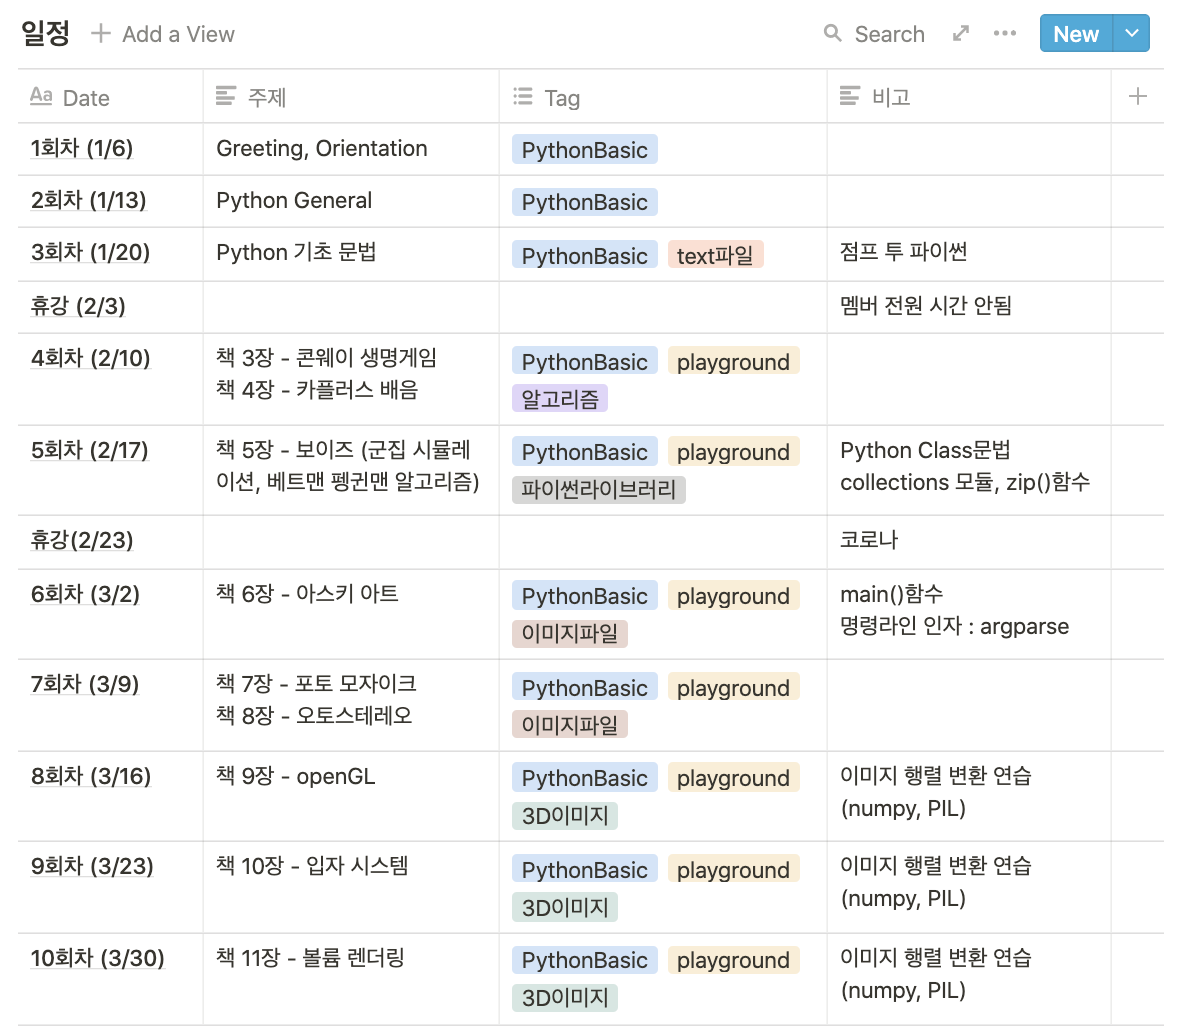 일정 Add a View Search New
Date 주제 Tag 비고
1회차 (1/6) Greeting, Orientation PythonBasic
2회차 (1/13) Python General PythonBasic
3회차 (1/20) Python 기초 문법 PythonBasic text파일 점프 투 파이썬
휴강 (2/3) 멤버 전원 시간 안됨
4회차 (2/10) 책 3장 - 콘웨이 생명게임 PythonBasic playground
책 4장 - 카플러스 배음 알고리즘
5회차 (2/17) 책 5장 - 보이즈 (군집 시뮬레 PythonBasic playground Python Class문법
이션, 베트맨 펭귄맨 알고리즘) 파이썬라이브러리 collections 모듈, zip()함수
휴강(2/23) 코로나
6회차 (3/2) 책 6장 - 아스키 아트 PythonBasic playground main()함수
이미지파일 명령라인 인자 : argparse
7회차 (3/9) 책 7장 - 포토 모자이크 PythonBasic playground
책 8장 - 오토스테레오 이미지파일
8회차 (3/16) 책 9장 - openGL PythonBasic playground 이미지 행렬 변환 연습
3D이미지 (numpy, PIL)
9회차 (3/23) 책 10장 - 입자 시스템 PythonBasic playground 이미지 행렬 변환 연습
3D이미지 (numpy, PIL)
10회차 (3/30) 책 11장 - 볼륨 렌더링 PythonBasic playground 이미지 행렬 변환 연습
3D이미지 (numpy, PIL)